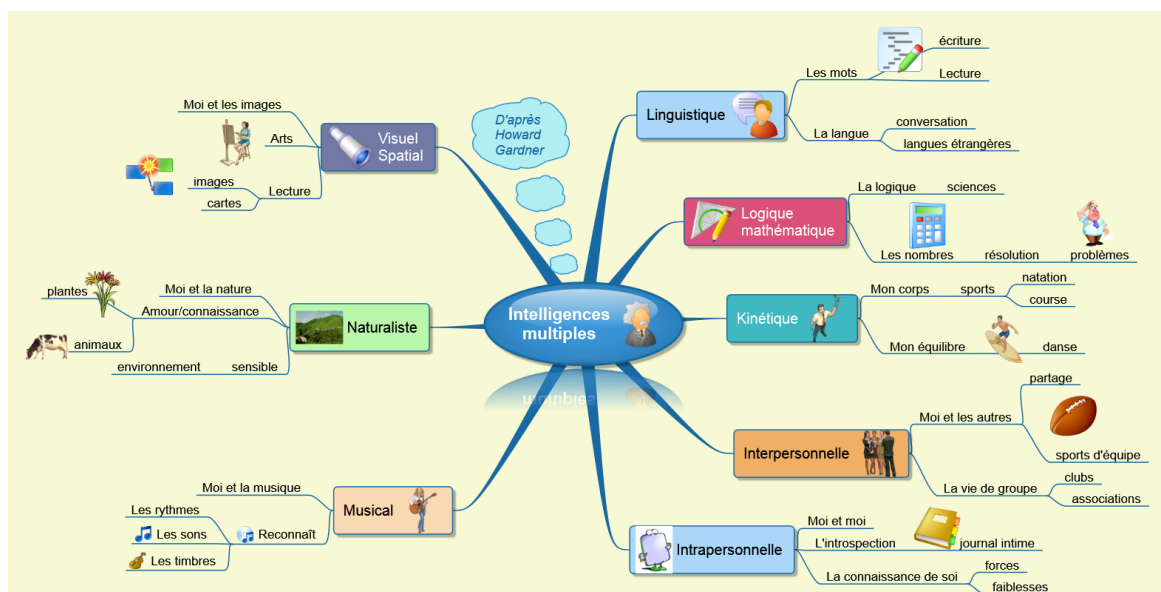 D'après
Howard
Gardner
Intelligences
multiples
Linguistique
Les mots
écriture
Lecture
La langue
conversation
langues étrangères
Logique
mathématique
La logique
sciences
Les nombres
résolution
problèmes
Kinétique
Mon corps
sports
natation
course
Mon équilibre
danse
Interpersonnelle
Moi et les autres
partage
sports d'équipe
La vie de groupe
clubs
associations
Intrapersonnelle
Moi et moi
L'introspection
journal intime
La connaissance de soi
forces
faiblesses
Musical
Moi et la musique
Reconnaît
Les rythmes
Les sons
Les timbres
Naturaliste
Moi et la nature
Amour/connaissance
plantes
animaux
sensible
environnement
Visuel
Spatial
Moi et les images
Arts
Lecture
images
cartes